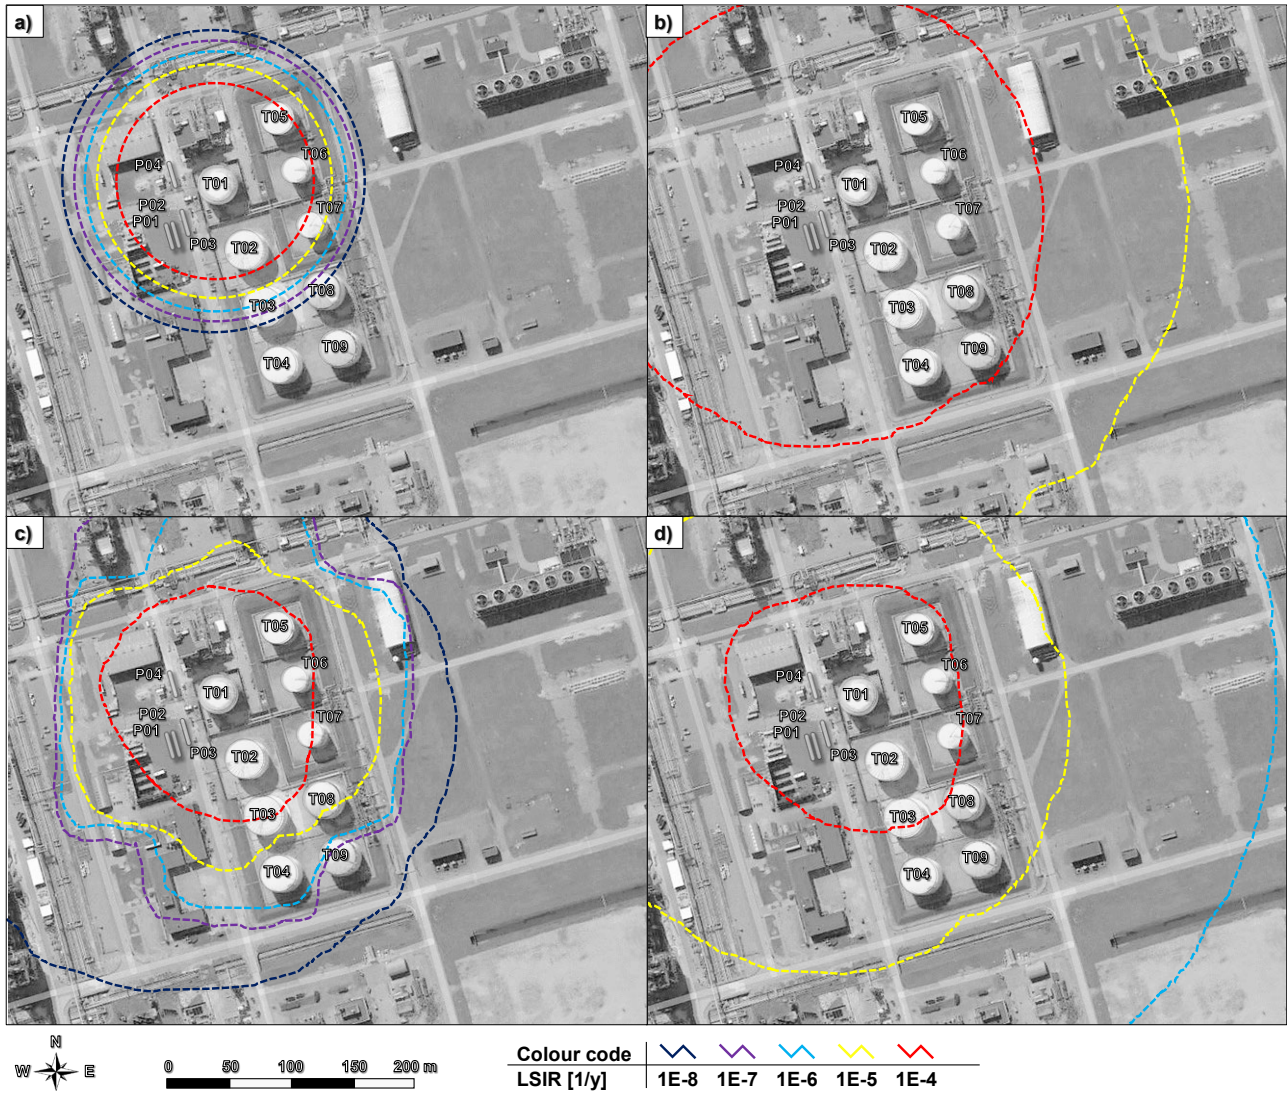 a)
T05
T06
P04
T01
P02
P01
T07
P03
T02
T08
T03
T09
T04
b)
T05
T06
P04
T01
P02
P01
T07
P03
T02
T08
T03
T09
T04
c)
T05
T06
P04
T01
P02
P01
T07
P03
T02
T08
T03
T09
T04
d)
T05
T06
P04
T01
P02
P01
T07
P03
T02
T08
T03
T09
T04
N
W E
S
0 50 100 150 200 m
Colour code
LSIR [1/y] 1E-8 1E-7 1E-6 1E-5 1E-4